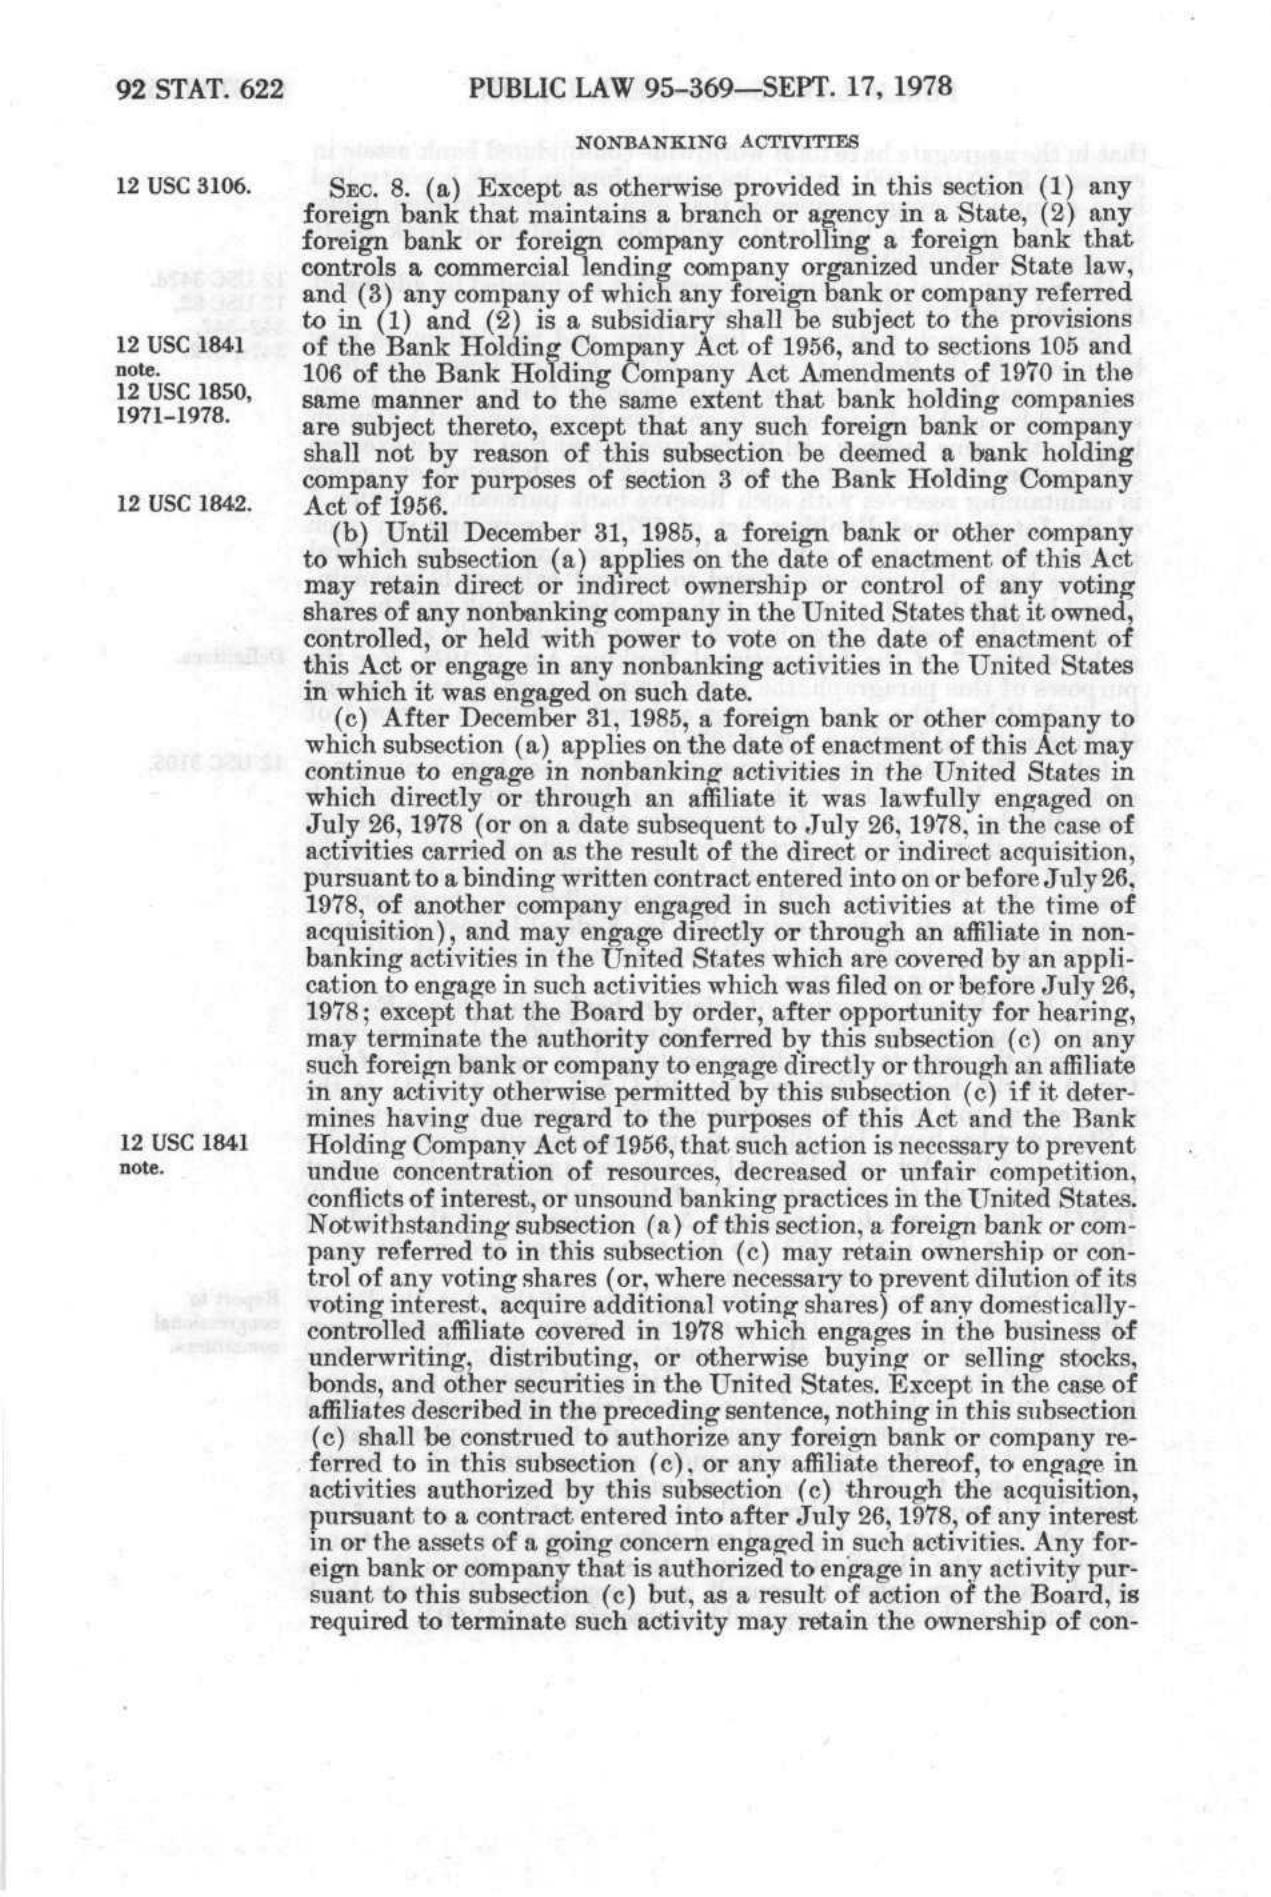 92 STAT. 622
PUBLIC LAW 95-369—SEPT. 17, 1978
NONBANKING ACTIVITIES
12 USC 3106.
SEC. 8. (a) Except as otherwise provided in this section (1) any
foreign bank that maintains a branch or agency in a State, (2) any
foreign bank or foreign company controlling a foreign bank that
controls a commercial lending company organized under State law,
and (3) any company of which any foreign bank or company referred
to in (1) and (2) is a subsidiary shall be subject to the provisions
12 USC 1841
note.
of the Bank Holding Company Act of 1956, and to sections 105 and
106 of the Bank Holding Company Act Amendments of 1970 in the
12 USC 1850,
1971-1978.
same manner and to the same extent that bank holding companies
are subject thereto, except that any such foreign bank or company
shall not by reason of this subsection be deemed a bank holding
company for purposes of section 3 of the Bank Holding Company
12 USC 1842.
Act of 1956.
(b) Until December 31, 1985, a foreign bank or other company
to which subsection (a) applies on the date of enactment of this Act
may retain direct or indirect ownership or control of any voting
shares of any nonbanking company in the United States that it owned,
controlled, or held with power to vote on the date of enactment of
this Act or engage in any nonbanking activities in the United States
in which it was engaged on such date.
(c) After December 31, 1985, a foreign bank or other company to
which subsection (a) applies on the date of enactment of this Act may
continue to engage in nonbanking activities in the United States in
which directly or through an affiliate it was lawfully engaged on
July 26, 1978 (or on a date subsequent to July 26, 1978, in the case of
activities carried on as the result of the direct or indirect acquisition,
pursuant to a binding written contract entered into on or before July 26,
1978, of another company engaged in such activities at the time of
acquisition), and may engage directly or through an affiliate in non-
banking activities in the United States which are covered by an appli-
cation to engage in such activities which was filed on or before July 26,
1978; except that the Board by order, after opportunity for hearing,
may terminate the authority conferred by this subsection (c) on any
such foreign bank or company to engage directly or through an affiliate
in any activity otherwise permitted by this subsection (c) if it deter-
mines having due regard to the purposes of this Act and the Bank
12 USC 1841
note.
Holding Company Act of 1956, that such action is necessary to prevent
undue concentration of resources, decreased or unfair competition,
conflicts of interest, or unsound banking practices in the United States.
Notwithstanding subsection (a) of this section, a foreign bank or com-
pany referred to in this subsection (c) may retain ownership or con-
trol of any voting shares (or, where necessary to prevent dilution of its
voting interest, acquire additional voting shares) of any domestically-
controlled affiliate covered in 1978 which engages in the business of
underwriting, distributing, or otherwise buying or selling stocks,
bonds, and other securities in the United States. Except in the case of
affiliates described in the preceding sentence, nothing in this subsection
(c) shall be construed to authorize any foreign bank or company re-
ferred to in this subsection (c), or any affiliate thereof, to engage in
activities authorized by this subsection (c) through the acquisition,
pursuant to a contract entered into after July 26, 1978, of any interest
in or the assets of a going concern engaged in such activities. Any for-
eign bank or company that is authorized to engage in any activity pur-
suant to this subsection (c) but, as a result of action of the Board, is
required to terminate such activity may retain the ownership of con-